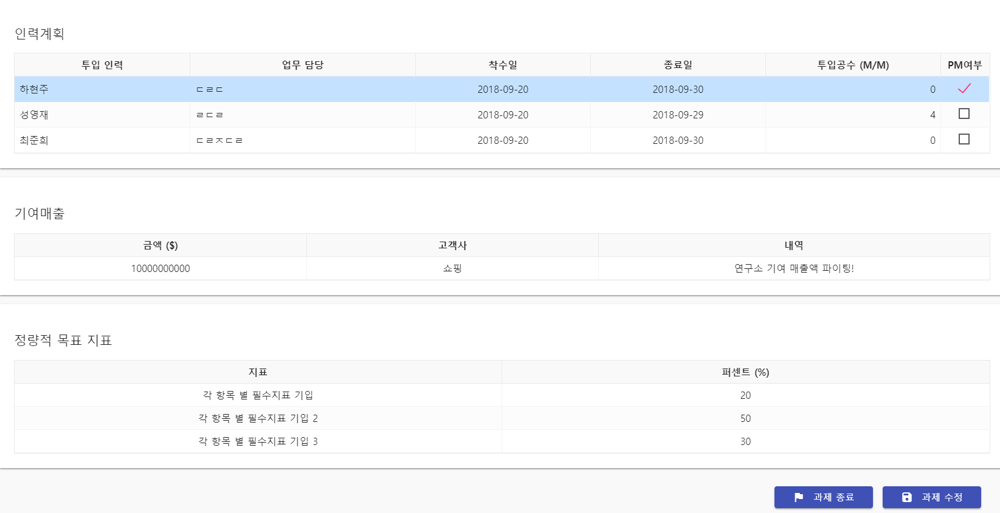 인력계획
투입 인력 업무 담당 착수일 종료일 투입공수 (M/M) PM여부
하현주 ㄷㄹㄷ 2018-09-20 2018-09-30 0
성영재 ㄹㄷㄹ 2018-09-20 2018-09-29 4
최준희 ㄷㄹㅈㄷㄹ 2018-09-20 2018-09-30 0
기여매출
금액 ($) 고객사 내역
10000000000 쇼핑 연구소 기여 매출액 파이팅!
정량적 목표 지표
지표 퍼센트 (%)
각 항목 별 필수지표 기입 20
각 항목 별 필수지표 기입 2 50
각 항목 별 필수지표 기입 3 30
과제 종료 과제 수정